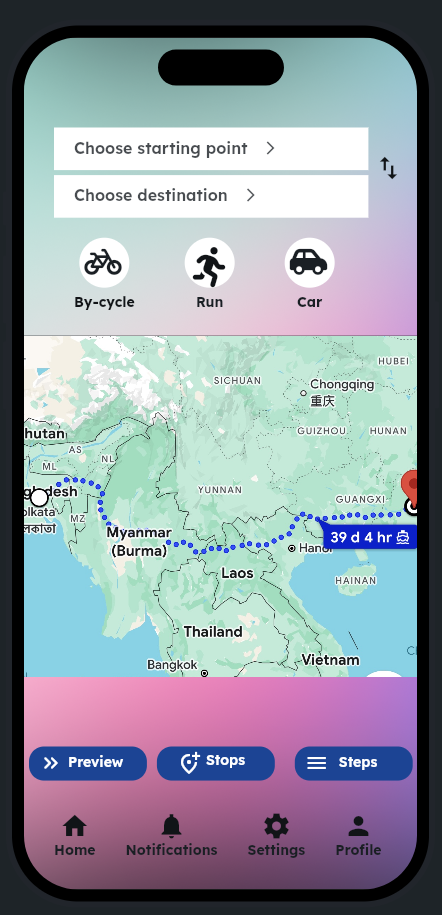 Choose starting point
Choose destination
By-cycle
Run
Car
HUBEI
SICHUAN
Chongqing
重庆
GUIZHOU
HUNAN
hutan
AS
NL
ML
YUNNAN
GUANGXI
gladesh
olkata
MZ
Myanmar
(Burma)
39 d 4 hr
Hanoi
Laos
HAINAN
Thailand
Vietnam
Bangkok
Preview
Stops
Steps
Home
Notifications
Settings
Profile